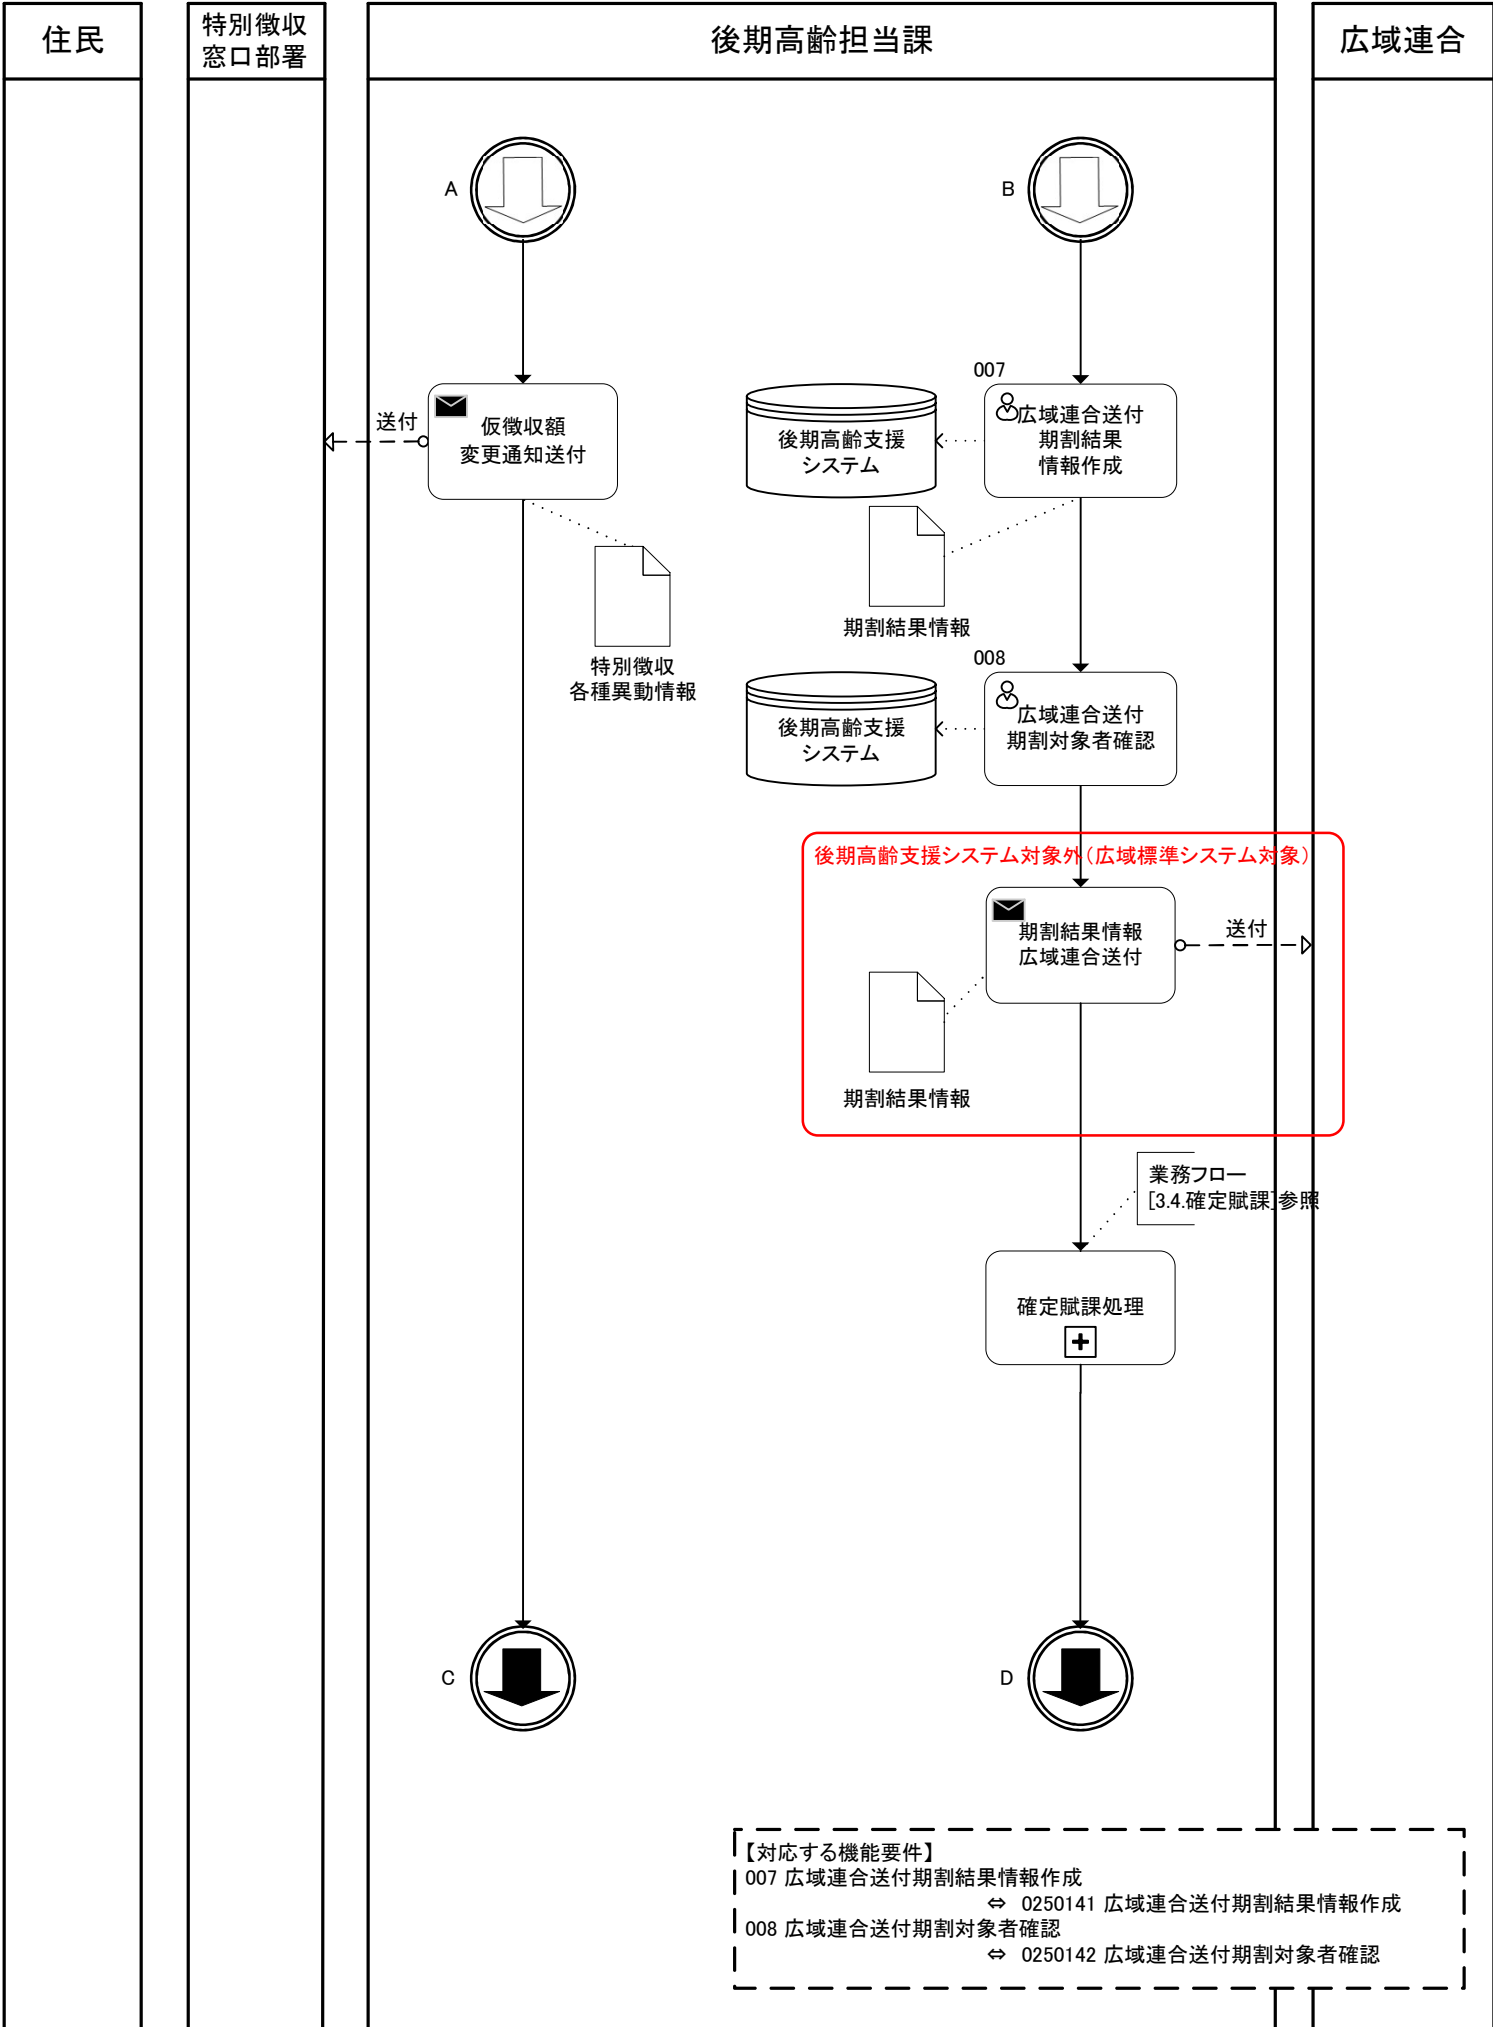 住民
特別徴収
窓口部署
後期高齢担当課
広域連合
A
B
送付
仮徴収額
変更通知送付
特別徴収
各種異動情報
007
広域連合送付
期割結果
情報作成
後期高齢支援
システム
期割結果情報
008
広域連合送付
期割対象者確認
後期高齢支援
システム
後期高齢支援システム対象外(広域標準システム対象)
期割結果情報
広域連合送付
送付
期割結果情報
業務フロー
[3.4.確定賦課]参照
確定賦課処理
C
D
【対応する機能要件】
007 広域連合送付期割結果情報作成
⇔ 0250141 広域連合送付期割結果情報作成
008 広域連合送付期割対象者確認
⇔ 0250142 広域連合送付期割対象者確認